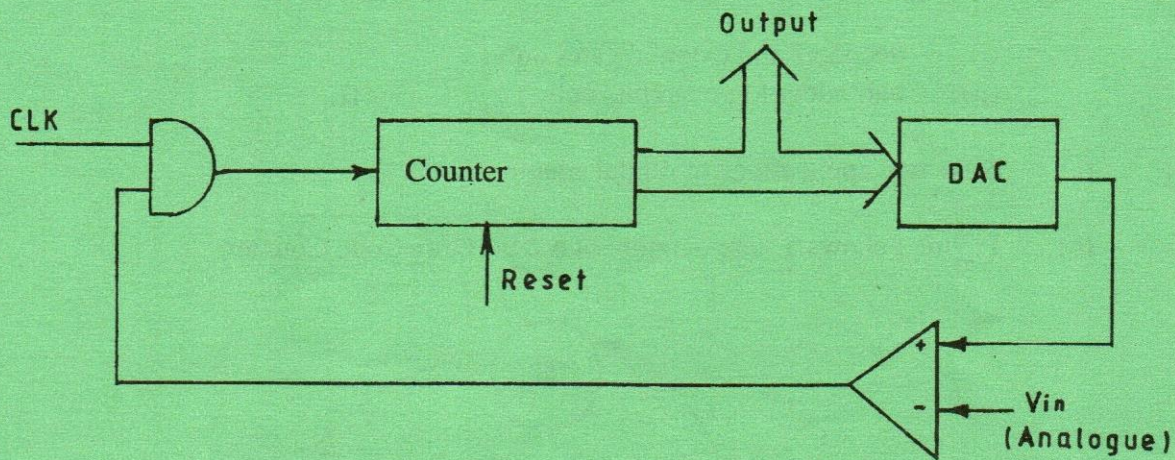 Output
CLK
Counter
DAC
Reset
+
-
Vin
(Analogue)